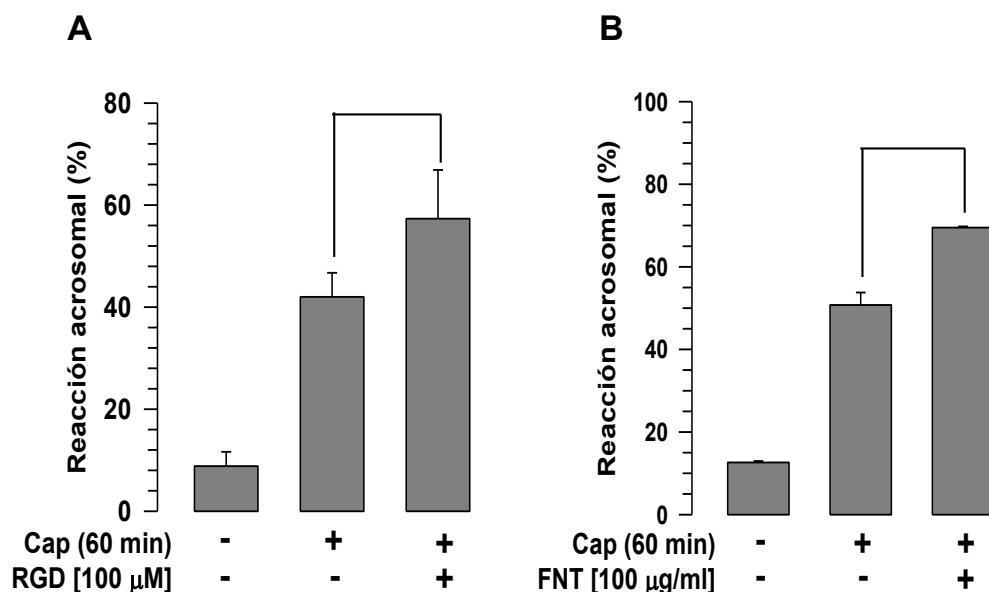 A
Reacción acrosomal (%)
80
60
40
20
0
Cap (60 min) - + +
RGD [100 µM] - - +
B
Reacción acrosomal (%)
100
80
60
40
20
0
Cap (60 min) - + +
FNT [100 µg/ml] - - +